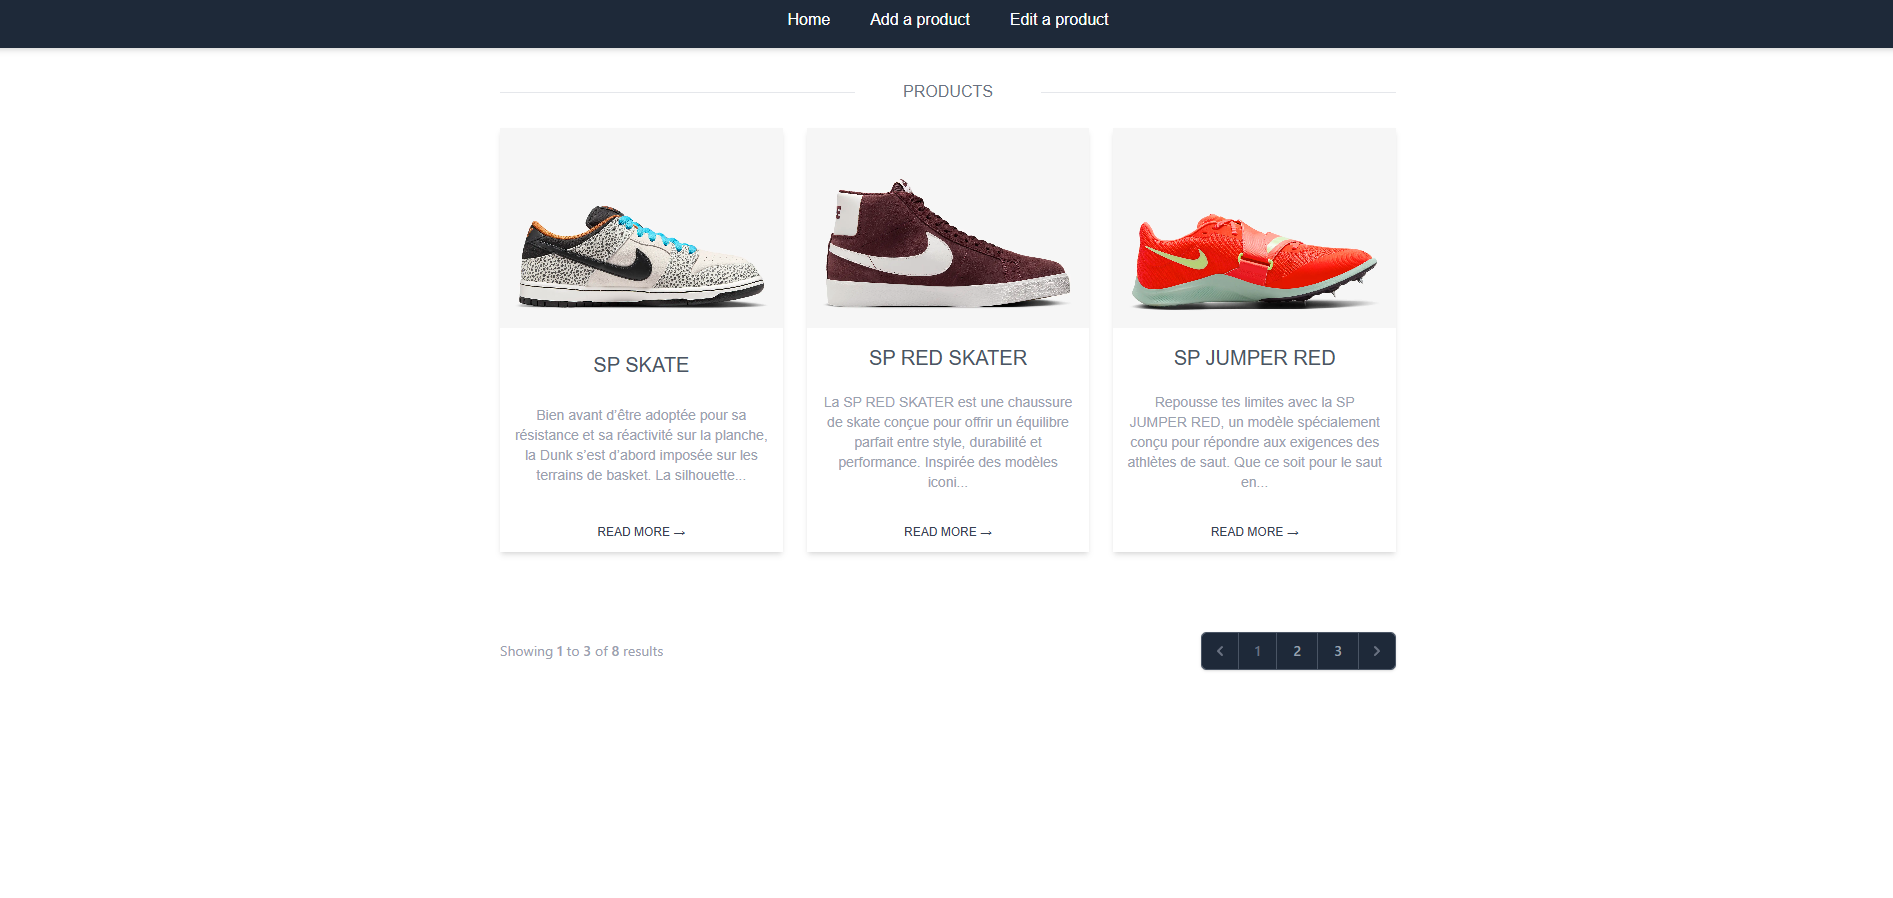 Home Add a product Edit a product
PRODUCTS
SP SKATE
Bien avant d’être adoptée pour sa
résistance et sa réactivité sur la planche,
la Dunk s’est d’abord imposée sur les
terrains de basket. La silhouette...
READ MORE →
SP RED SKATER
La SP RED SKATER est une chaussure
de skate conçue pour offrir un équilibre
parfait entre style, durabilité et
performance. Inspirée des modèles
iconi...
READ MORE →
SP JUMPER RED
Repousse tes limites avec la SP
JUMPER RED, un modèle spécialement
conçu pour répondre aux exigences des
athlètes de saut. Que ce soit pour le saut
en...
READ MORE →
Showing 1 to 3 of 8 results
1 2 3